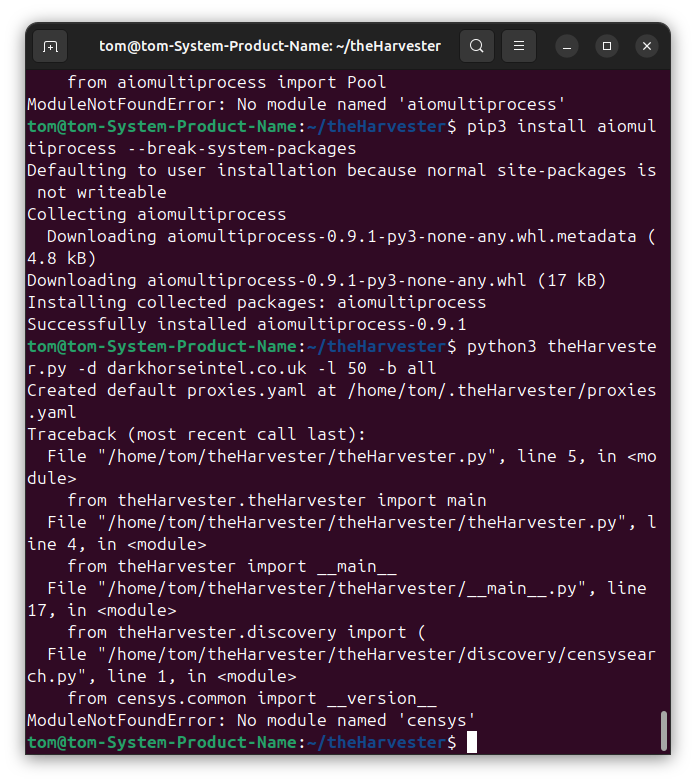 tom@tom-System-Product-Name: ~/theHarvester
    from aiomultiprocess import Pool
ModuleNotFoundError: No module named 'aiomultiprocess'
tom@tom-System-Product-Name:~/theHarvester$ pip3 install aiomul
tiprocess --break-system-packages
Defaulting to user installation because normal site-packages is
 not writeable
Collecting aiomultiprocess
  Downloading aiomultiprocess-0.9.1-py3-none-any.whl.metadata (
4.8 kB)
Downloading aiomultiprocess-0.9.1-py3-none-any.whl (17 kB)
Installing collected packages: aiomultiprocess
Successfully installed aiomultiprocess-0.9.1
tom@tom-System-Product-Name:~/theHarvester$ python3 theHarveste
r.py -d darkhorseintel.co.uk -l 50 -b all
Created default proxies.yaml at /home/tom/.theHarvester/proxies
.yaml
Traceback (most recent call last):
  File "/home/tom/theHarvester/theHarvester.py", line 5, in <mo
dule>
    from theHarvester.theHarvester import main
  File "/home/tom/theHarvester/theHarvester/theHarvester.py", l
ine 4, in <module>
    from theHarvester import __main__
  File "/home/tom/theHarvester/theHarvester/__main__.py", line 
17, in <module>
    from theHarvester.discovery import (
  File "/home/tom/theHarvester/theHarvester/discovery/censysear
ch.py", line 1, in <module>
    from censys.common import __version__
ModuleNotFoundError: No module named 'censys'
tom@tom-System-Product-Name:~/theHarvester$